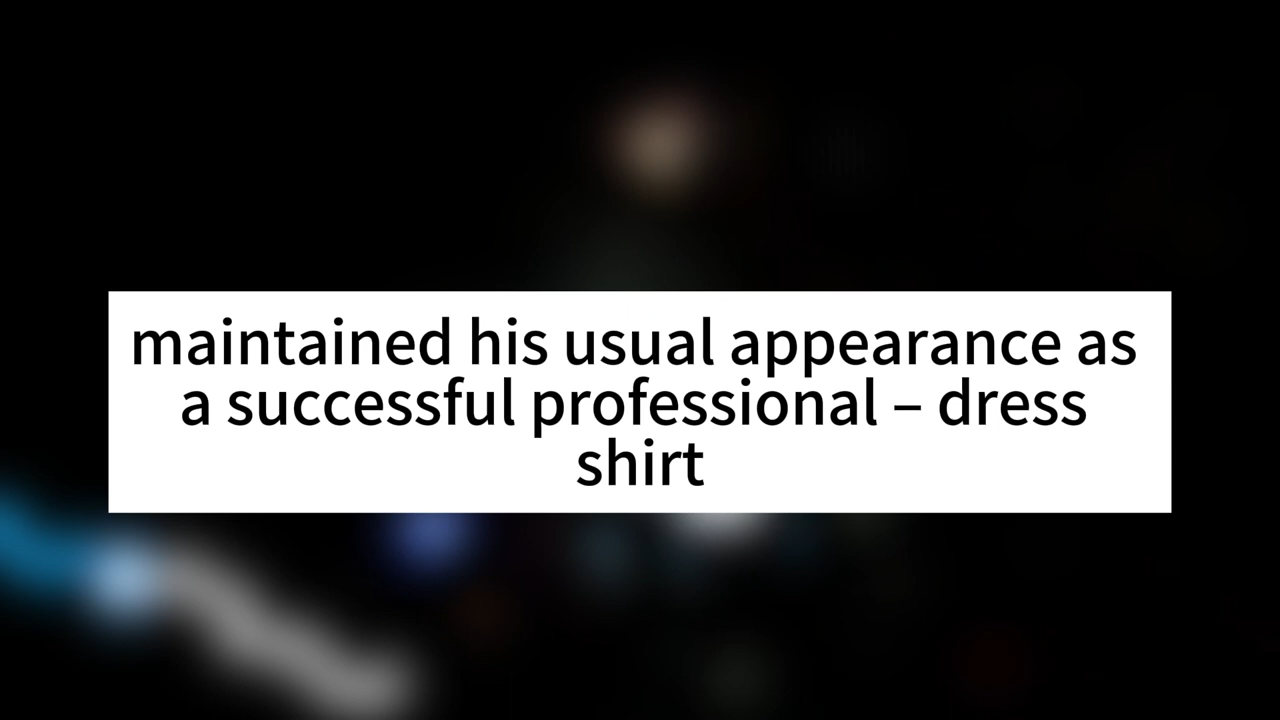 maintained his usual appearance as
a successful professional – dress
shirt